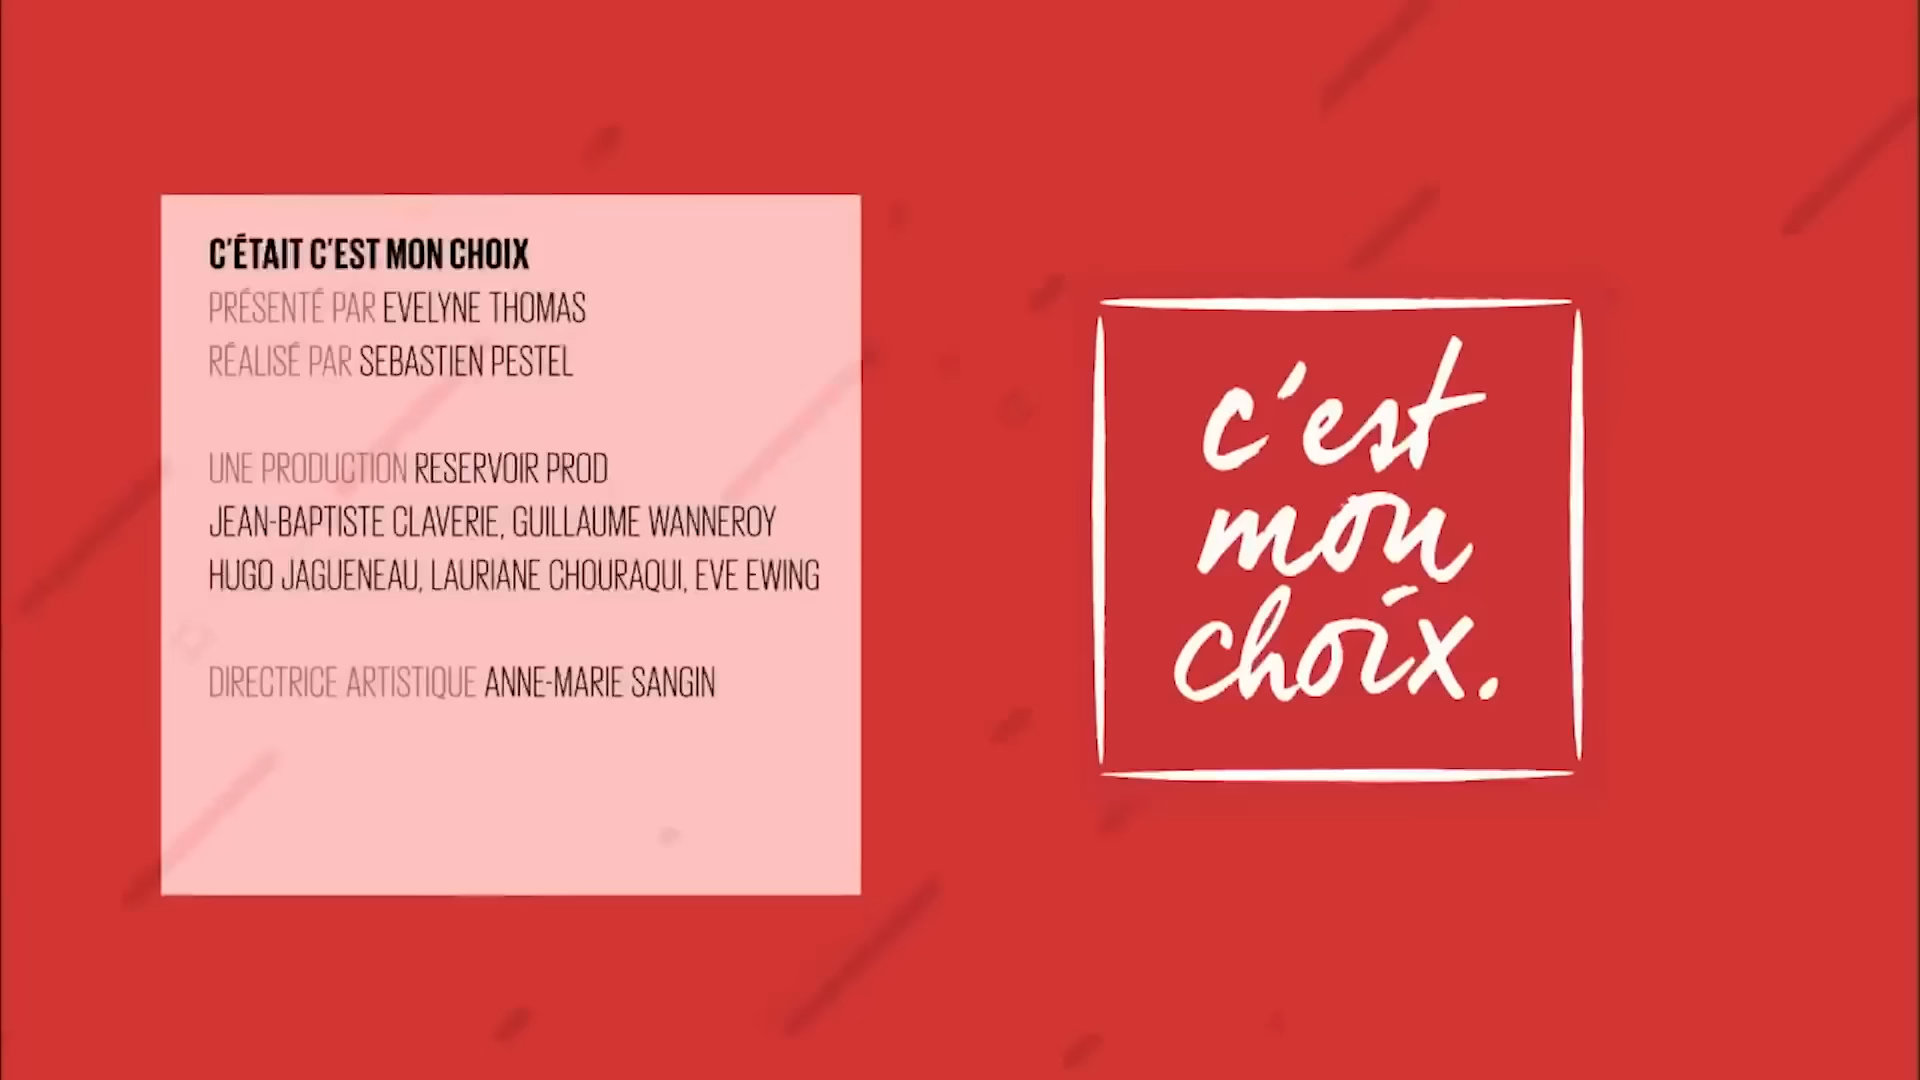 C'ÉTAIT C'EST MON CHOIX
PRÉSENTÉ PAR EVELYNE THOMAS
RÉALISÉ PAR SEBASTIEN PESTEL
UNE PRODUCTION RESERVOIR PROD
JEAN-BAPTISTE CLAVERIE, GUILLAUME WANNEROY
HUGO JAGUENEAU, LAURIANE CHOURAQUI, EVE EWING
DIRECTRICE ARTISTIQUE ANNE-MARIE SANGIN
c'est
mon
choix.